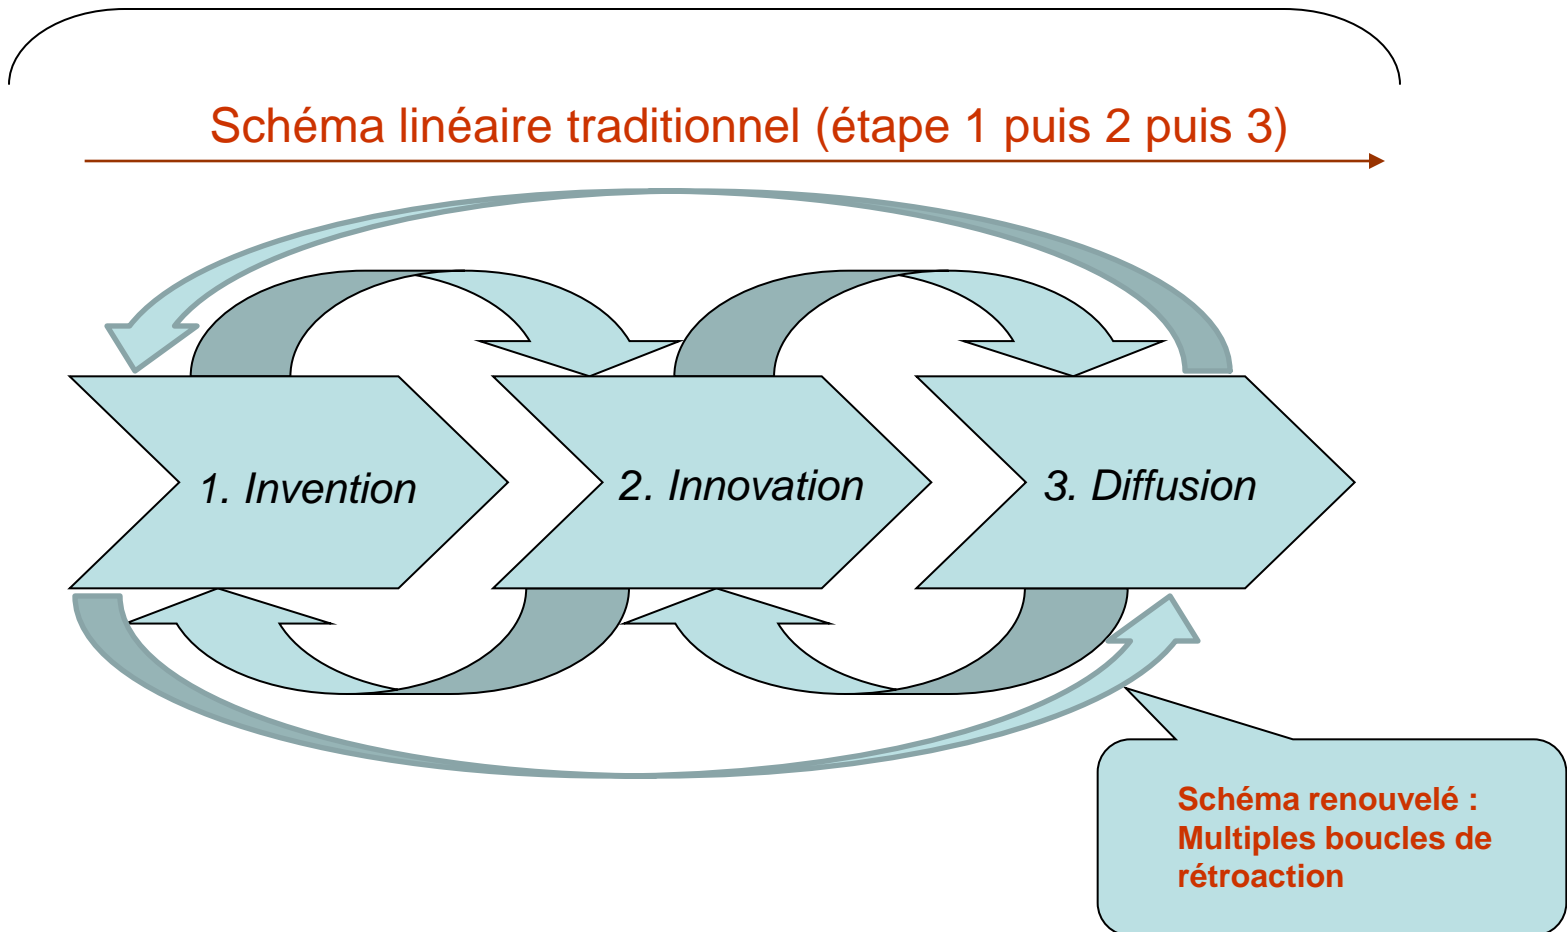 Schéma linéaire traditionnel (étape 1 puis 2 puis 3)
1. Invention
2. Innovation
3. Diffusion
Schéma renouvelé :
Multiples boucles de
rétroaction